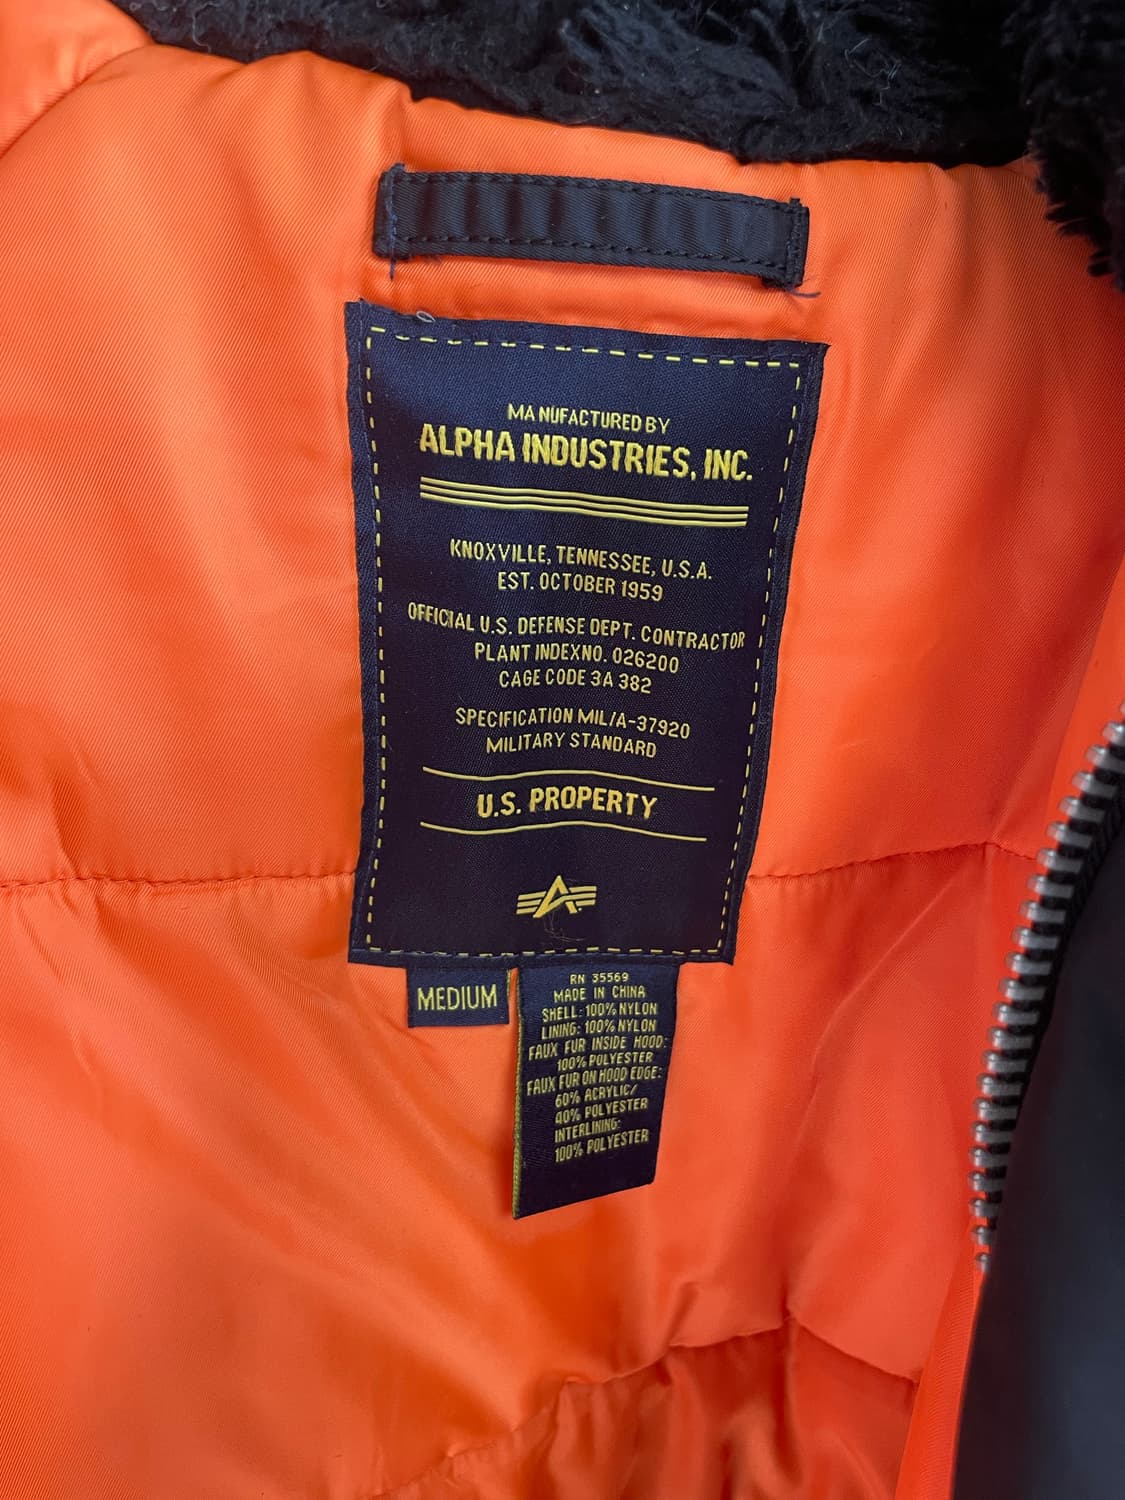 MANUFACTURED BY
ALPHA INDUSTRIES, INC.
KNOXVILLE, TENNESSEE, U.S.A.
EST. OCTOBER 1959
OFFICIAL U.S. DEFENSE DEPT. CONTRACTOR
PLANT INDEXNO. 026200
CAGE CODE 3A 382
SPECIFICATION MIL/A-37920
MILITARY STANDARD
U.S. PROPERTY
A
MEDIUM
RN 35569
MADE IN CHINA
SHELL: 100% NYLON
LINING: 100% NYLON
FAUX FUR INSIDE HOOD:
100% POLYESTER
FAUX FUR ON HOOD EDGE:
60% ACRYLIC/
40% POLYESTER
INTERLINING:
100% POLYESTER